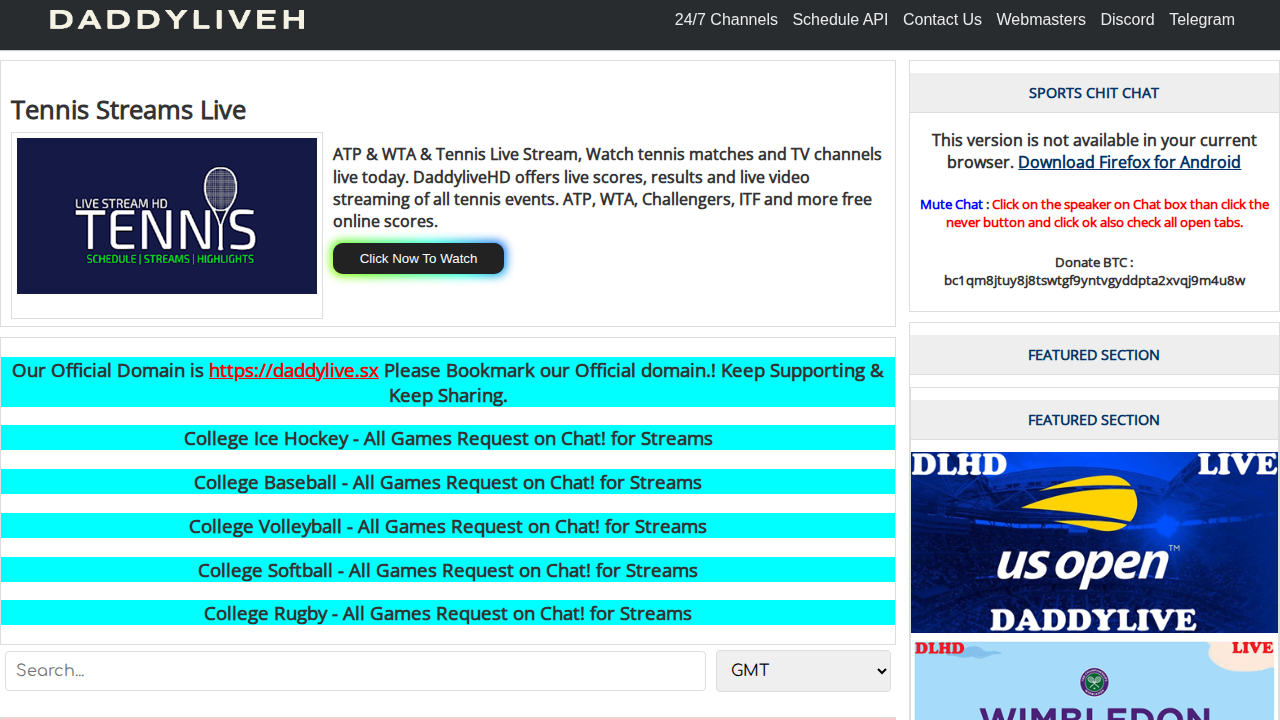 DADDYLIVEH
24/7 Channels Schedule API Contact Us Webmasters Discord Telegram
Tennis Streams Live
LIVE STREAM HD
TENNIS
SCHEDULE | STREAMS | HIGHLIGHTS
ATP & WTA & Tennis Live Stream, Watch tennis matches and TV channels
live today. DaddyliveHD offers live scores, results and live video
streaming of all tennis events. ATP, WTA, Challengers, ITF and more free
online scores.
Click Now To Watch
Our Official Domain is https://daddylive.sx Please Bookmark our Official domain.! Keep Supporting &
Keep Sharing.
College Ice Hockey - All Games Request on Chat! for Streams
College Baseball - All Games Request on Chat! for Streams
College Volleyball - All Games Request on Chat! for Streams
College Softball - All Games Request on Chat! for Streams
College Rugby - All Games Request on Chat! for Streams
Search...
GMT
SPORTS CHIT CHAT
This version is not available in your current
browser. Download Firefox for Android
Mute Chat : Click on the speaker on Chat box than click the
never button and click ok also check all open tabs.
Donate BTC :
bc1qm8jtuy8j8tswtgf9yntvgyddpta2xvqj9m4u8w
FEATURED SECTION
FEATURED SECTION
DLHD LIVE
us open
DADDYLIVE
DLHD LIVE
WIMBLEDON